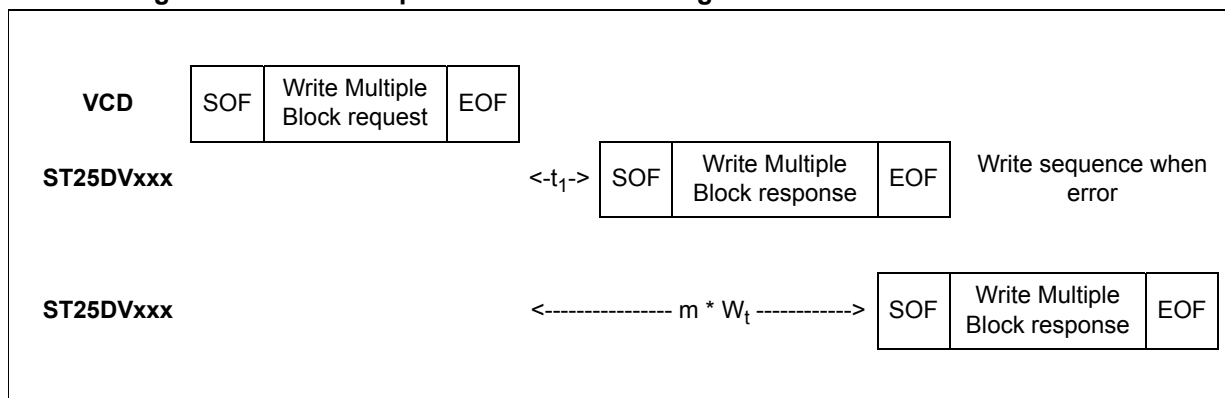 VCD SOF Write Multiple EOF
Block request
ST25DVxxx <-t1-> SOF Write Multiple EOF Write sequence when
Block response error
ST25DVxxx <---------------- m * Wt ------------> SOF Write Multiple EOF
Block response